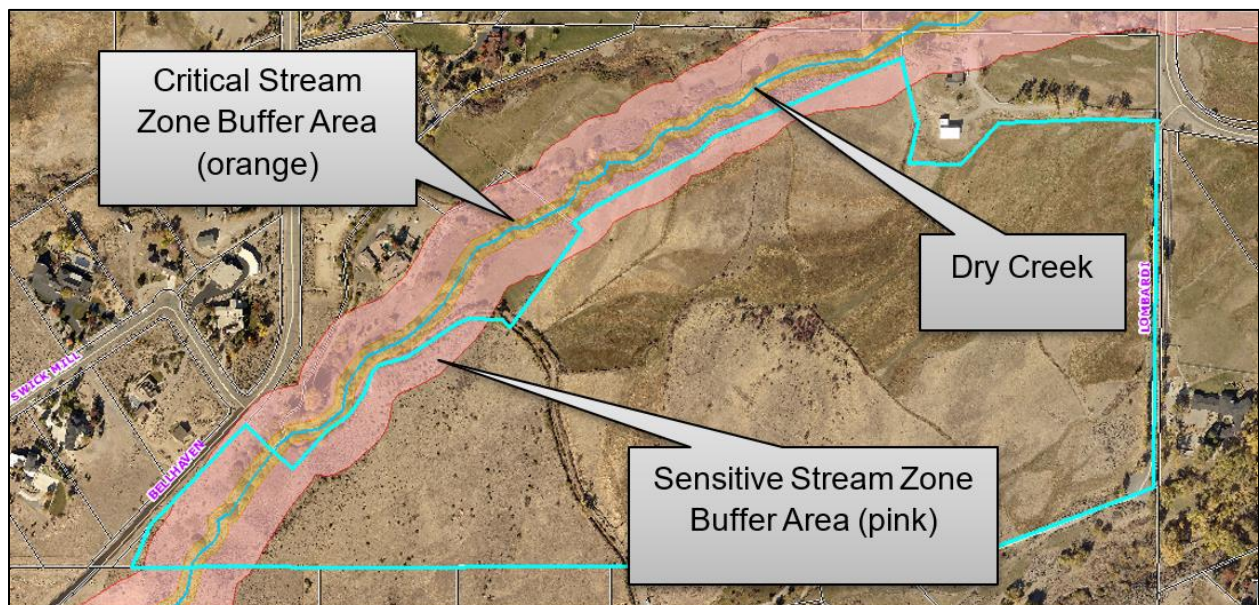 Critical Stream
Zone Buffer Area
(orange)
Dry Creek
LOMBARDI
SWICK MILL
BELLHAVEN
Sensitive Stream Zone
Buffer Area (pink)